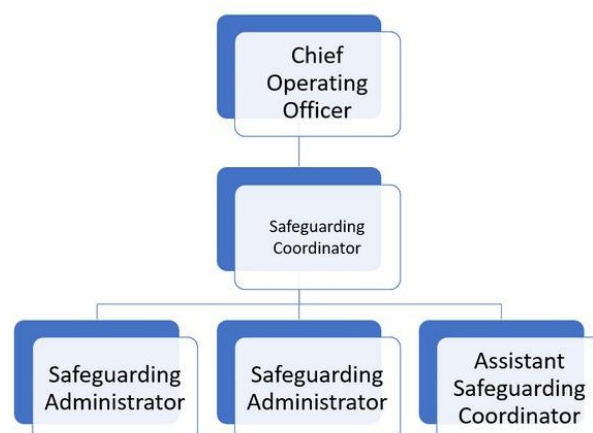 Chief
Operating
Officer
Safeguarding
Coordinator
Safeguarding
Administrator
Safeguarding
Administrator
Assistant
Safeguarding
Coordinator